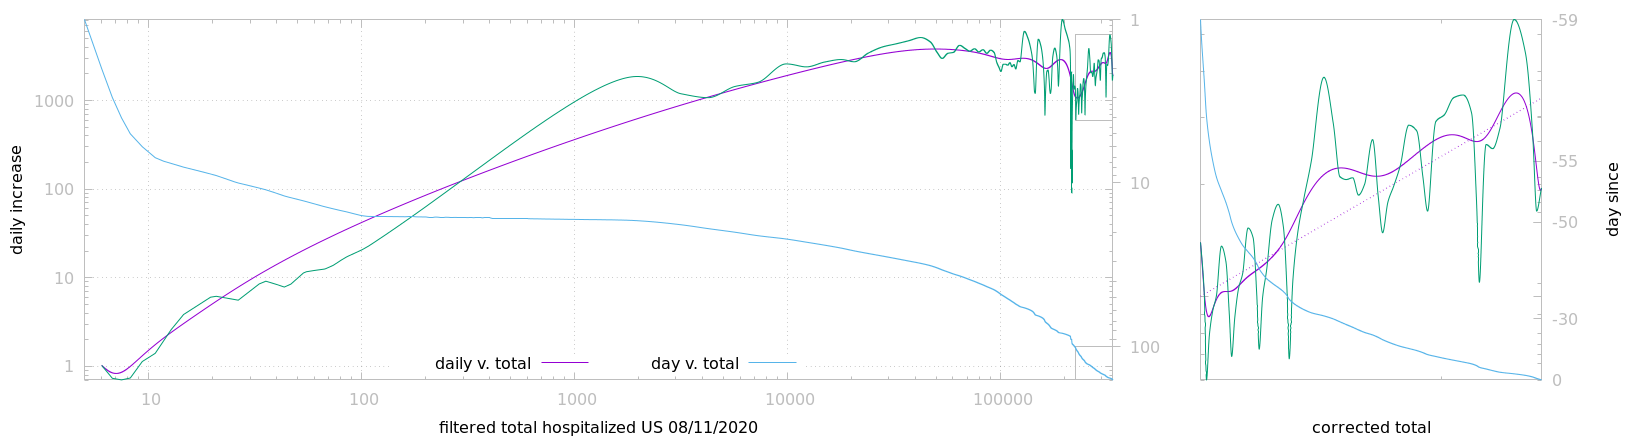 daily increase
1000
100
10
1
daily v. total
day v. total
10
100
1000
10000
100000
filtered total hospitalized US 08/11/2020
1
10
100
-59
-55
-50
-30
0
day since
corrected total